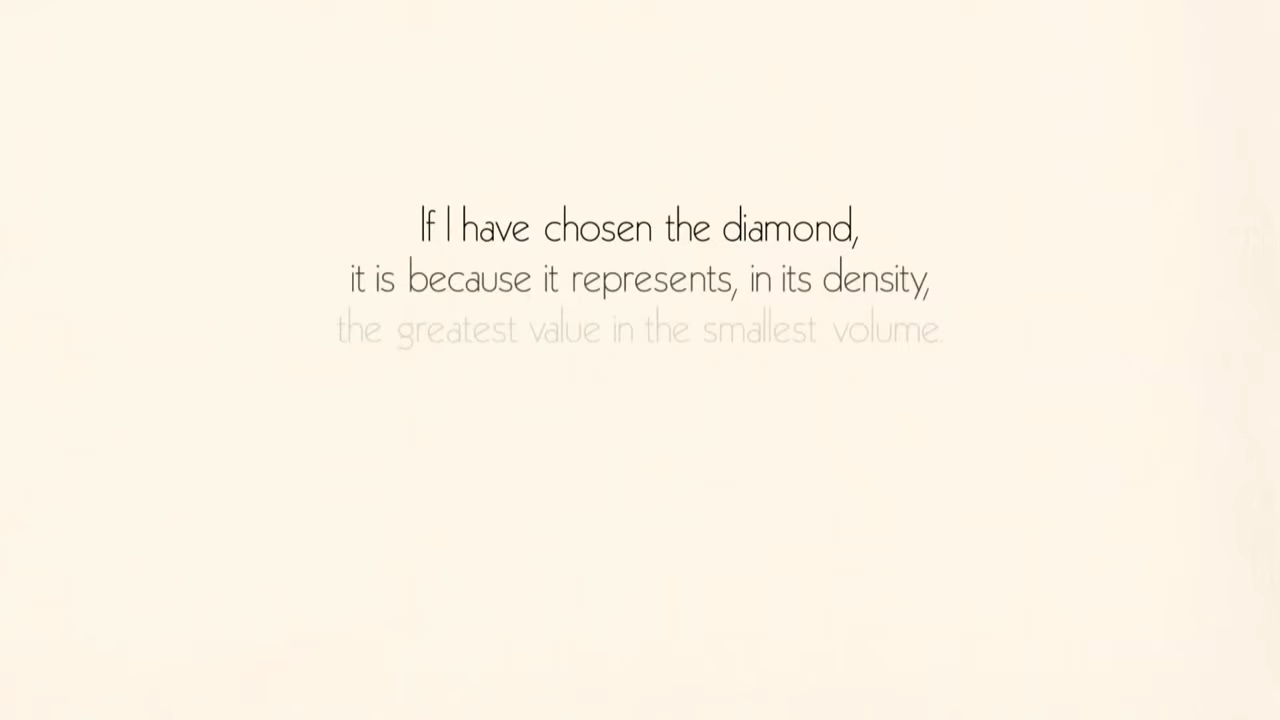 If I have chosen the diamond,
it is because it represents, in its density,
the greatest value in the smallest volume.